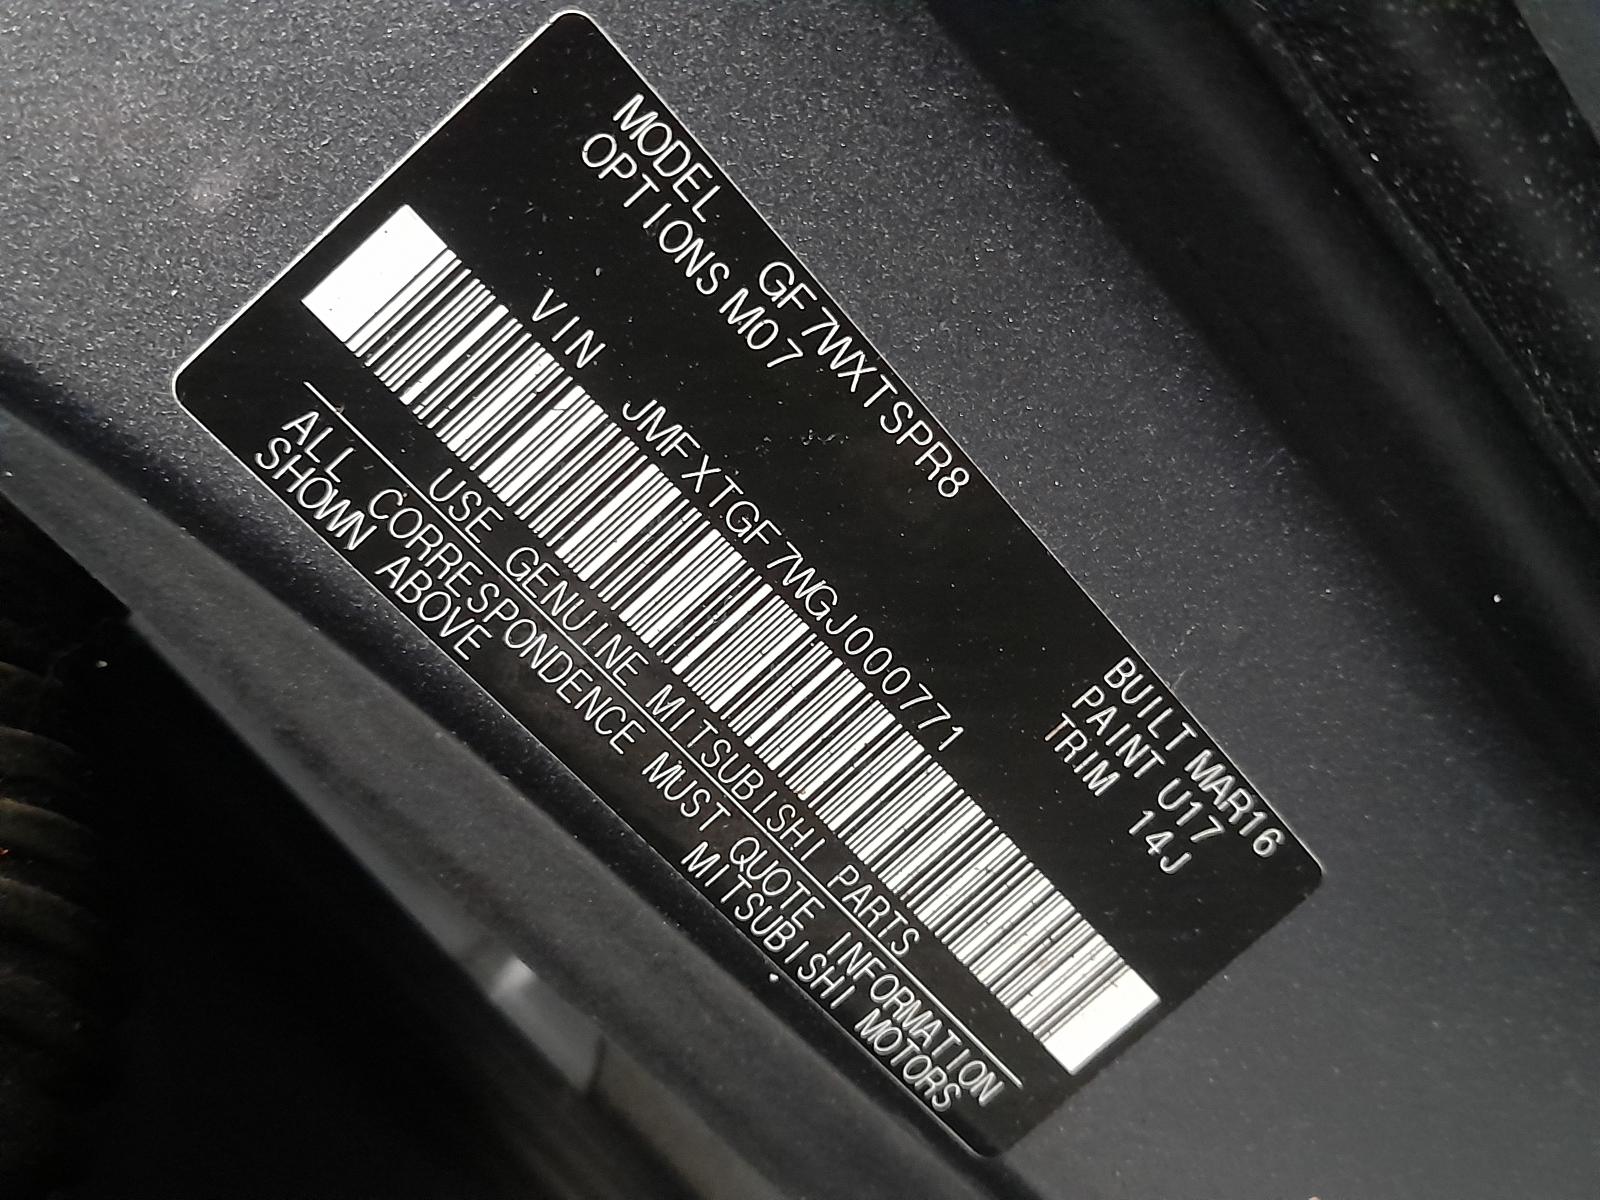 MODEL GF7WXTSPR8 BUILT MAR16
OPTIONS M07 PAINT U17
TRIM 14J
VIN JMFXTGF7WGJ000771
USE GENUINE MITSUBISHI PARTS
ALL CORRESPONDENCE MUST QUOTE INFORMATION
SHOWN ABOVE MITSUBISHI MOTORS